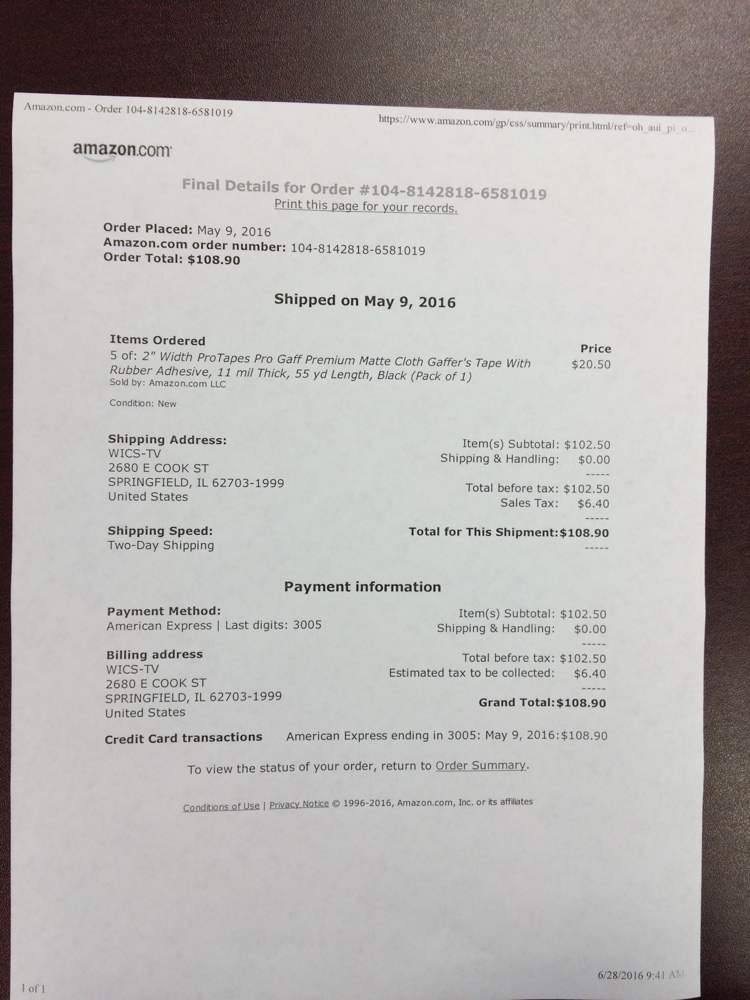 Amazon.com - Order 104-8142818-6581019
https://www.amazon.com/gp/css/summary/print.html/ref=oh_aui_pi_o...
amazon.com
Final Details for Order #104-8142818-6581019
Print this page for your records.
Order Placed: May 9, 2016
Amazon.com order number: 104-8142818-6581019
Order Total: $108.90
Shipped on May 9, 2016
Items Ordered Price
5 of: 2" Width ProTapes Pro Gaff Premium Matte Cloth Gaffer's Tape With $20.50
Rubber Adhesive, 11 mil Thick, 55 yd Length, Black (Pack of 1)
Sold by: Amazon.com LLC
Condition: New
Shipping Address:
WICS-TV
2680 E COOK ST
SPRINGFIELD, IL 62703-1999
United States
Item(s) Subtotal: $102.50
Shipping & Handling: $0.00
-----
Total before tax: $102.50
Sales Tax: $6.40
-----
Shipping Speed:
Two-Day Shipping
Total for This Shipment: $108.90
-----
Payment information
Payment Method:
American Express | Last digits: 3005
Billing address
WICS-TV
2680 E COOK ST
SPRINGFIELD, IL 62703-1999
United States
Item(s) Subtotal: $102.50
Shipping & Handling: $0.00
-----
Total before tax: $102.50
Estimated tax to be collected: $6.40
-----
Grand Total: $108.90
Credit Card transactions American Express ending in 3005: May 9, 2016: $108.90
To view the status of your order, return to Order Summary.
Conditions of Use | Privacy Notice © 1996-2016, Amazon.com, Inc. or its affiliates
1 of 1
6/28/2016 9:41 AM